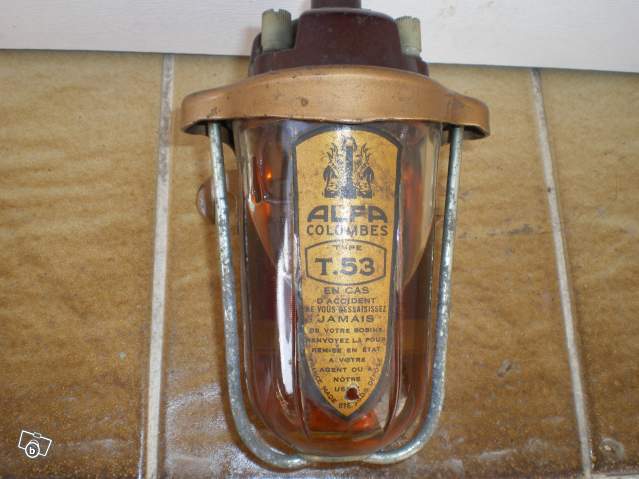 ALFA
COLOMBES
TYPE
T.53
EN CAS
D'ACCIDENT
NE VOUS DESSAISISSEZ
JAMAIS
DE VOTRE BOBINE
RENVOYEZ LA POUR
REMISE EN ÉTAT
A VOTRE
AGENT OU A
NOTRE
MADE
b